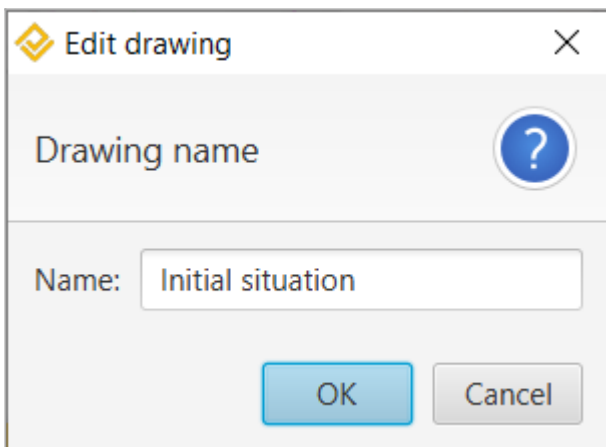 Edit drawing
Drawing name
?
Name: Initial situation
OK Cancel